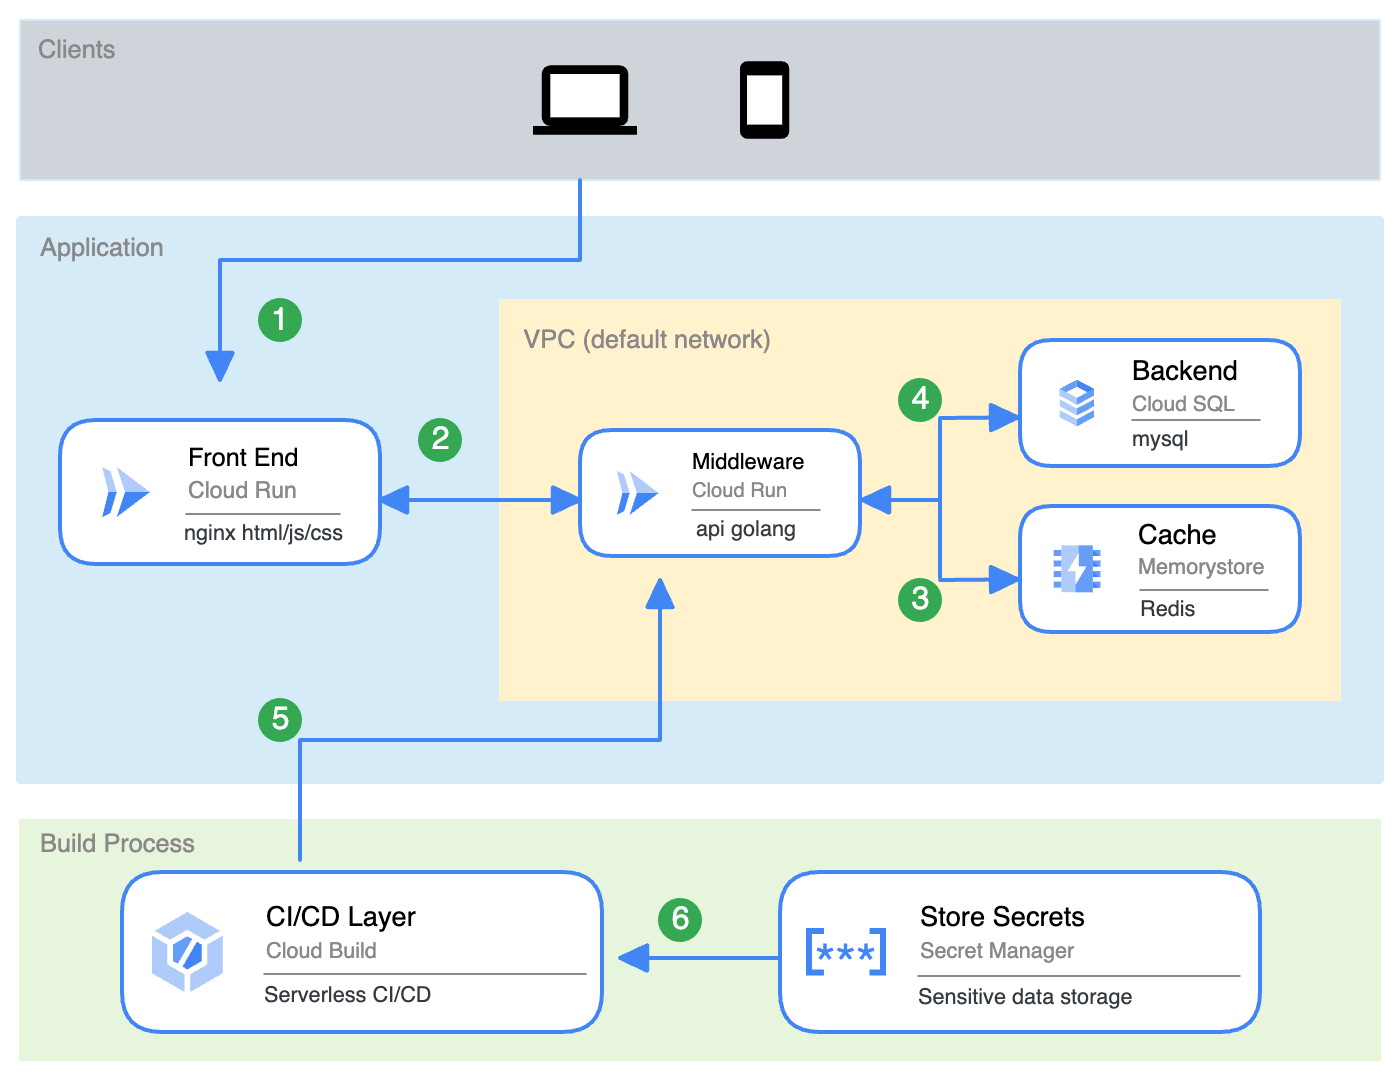 Clients
Application
1
VPC (default network)
2
4
Backend
Cloud SQL
mysql
Front End
Cloud Run
nginx html/js/css
Middleware
Cloud Run
api golang
3
Cache
Memorystore
Redis
5
Build Process
CI/CD Layer
Cloud Build
Serverless CI/CD
6
[***]
Store Secrets
Secret Manager
Sensitive data storage